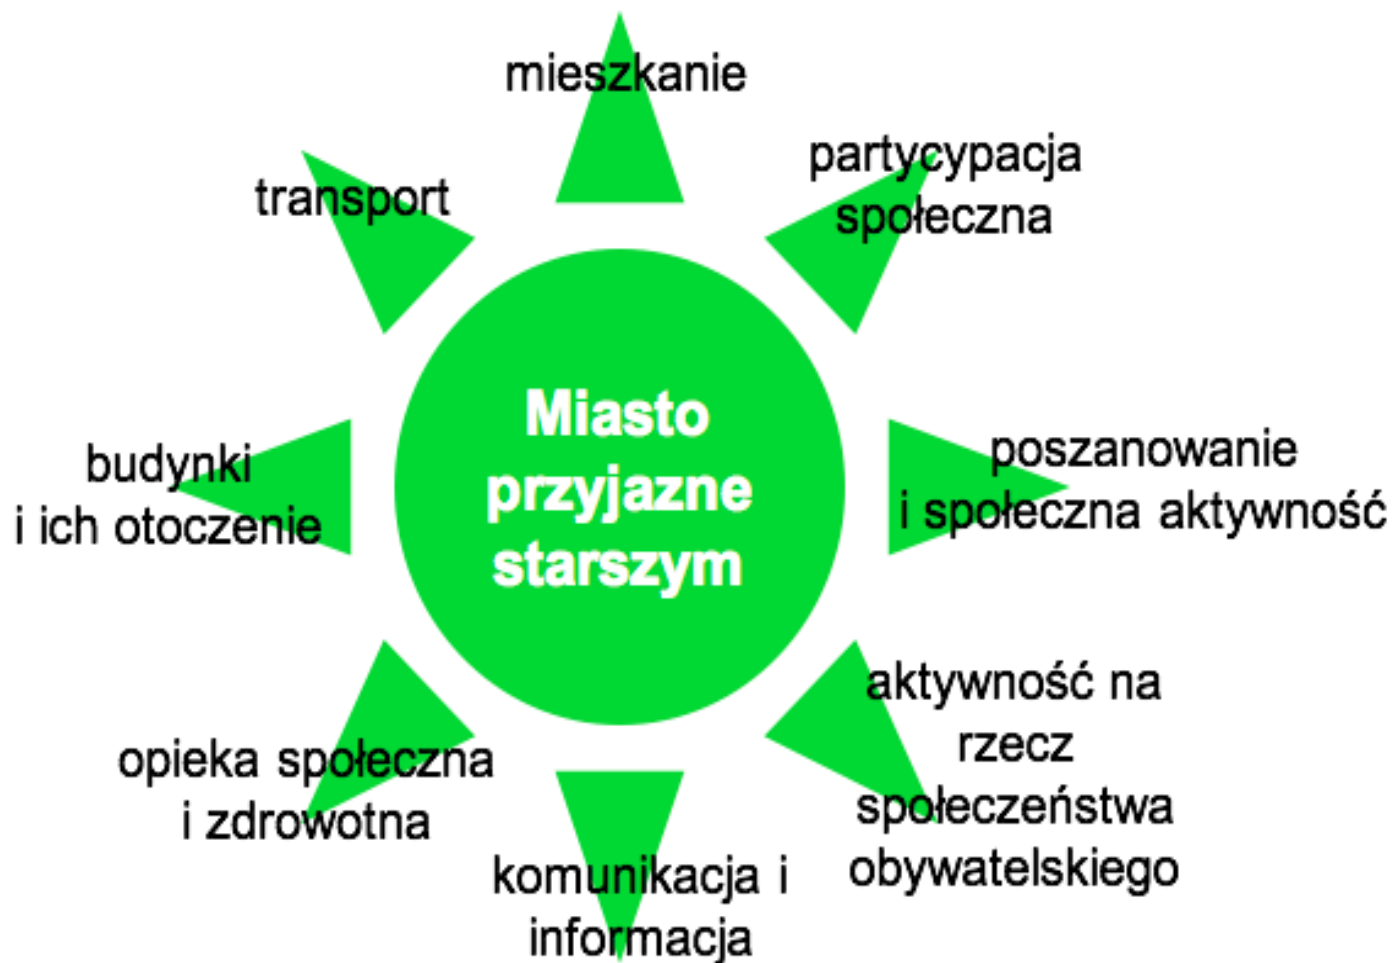 mieszkanie
partycypacja
społeczna
transport
Miasto
przyjazne
starszym
poszanowanie
i społeczna aktywność
budynki
i ich otoczenie
aktywność na
rzecz
społeczeństwa
obywatelskiego
opieka społeczna
i zdrowotna
komunikacja i
informacja